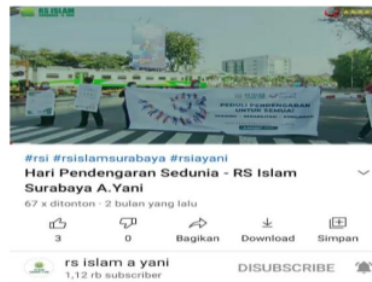 RS ISLAM
PEDULI PENDENGARAN
UNTUK SEMUA!
#rsi #rsislamsurabaya #rsiayani
Hari Pendengaran Sedunia - RS Islam
Surabaya A.Yani
67 x ditonton · 2 bulan yang lalu
3
0
Bagikan
Download
Simpan
rs islam a yani
1,12 rb subscriber
DISUBSCRIBE